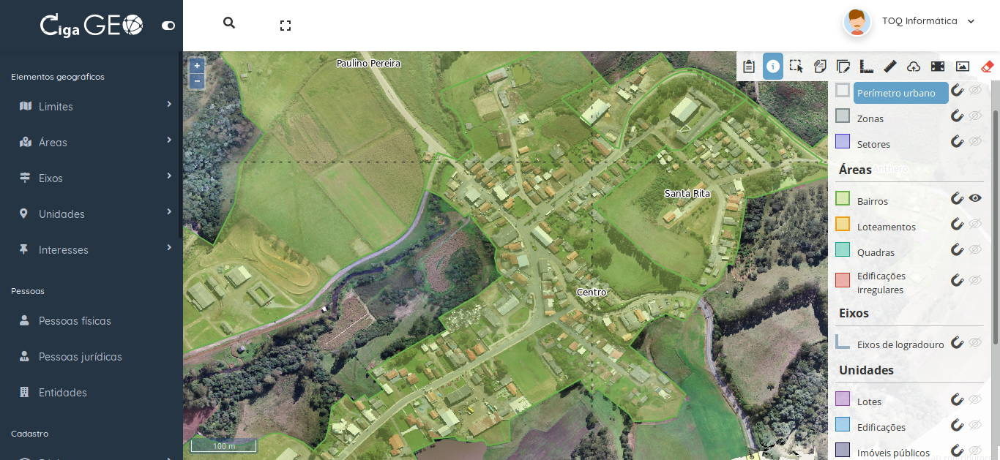 Ciga GEO
TOQ Informática
Elementos geográficos
Limites
Áreas
Eixos
Unidades
Interesses
Pessoas
Pessoas físicas
Pessoas jurídicas
Entidades
Cadastro
+
−
Paulino Pereira
Santa Rita
Centro
100 m
Perímetro urbano
Zonas
Setores
Anthero
Áreas
Bairros
Loteamentos
Quadras
Edificações
irregulares
Eixos
Eixos de logradouro
Unidades
Lotes
Edificações
Imóveis públicos